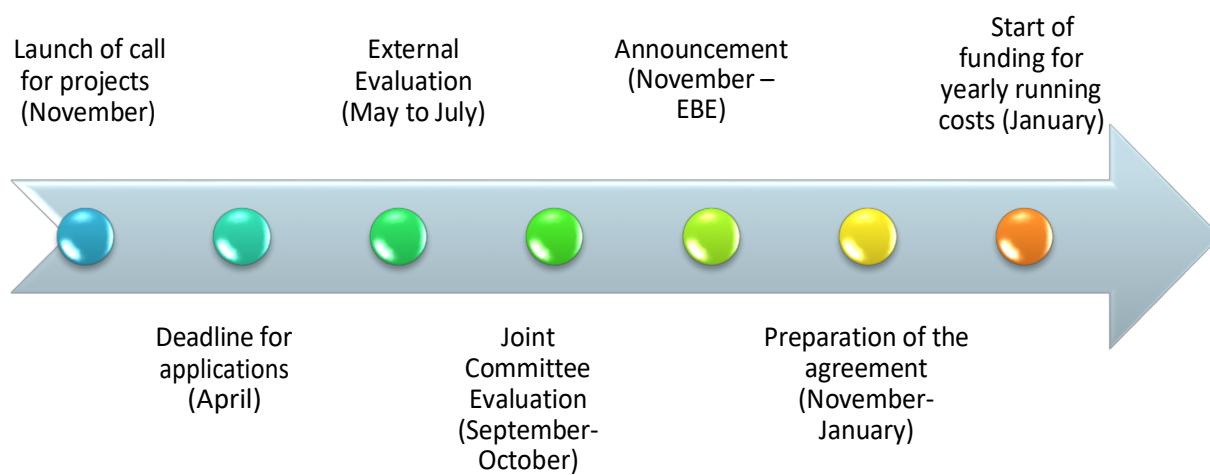 Launch of call
for projects
(November)
Deadline for
applications
(April)
External
Evaluation
(May to July)
Joint
Committee
Evaluation
(September-
October)
Announcement
(November –
EBE)
Preparation of the
agreement
(November-
January)
Start of
funding for
yearly running
costs (January)